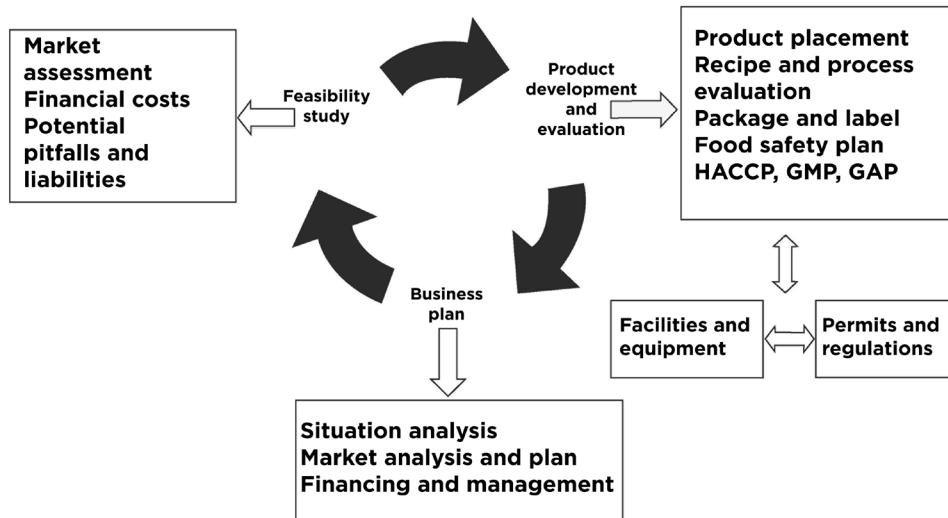 Market
assessment
Financial costs
Potential
pitfalls and
liabilities
Feasibility
study
Product
development
and
evaluation
Product placement
Recipe and process
evaluation
Package and label
Food safety plan
HACCP, GMP, GAP
Facilities and
equipment
Permits and
regulations
Business
plan
Situation analysis
Market analysis and plan
Financing and management